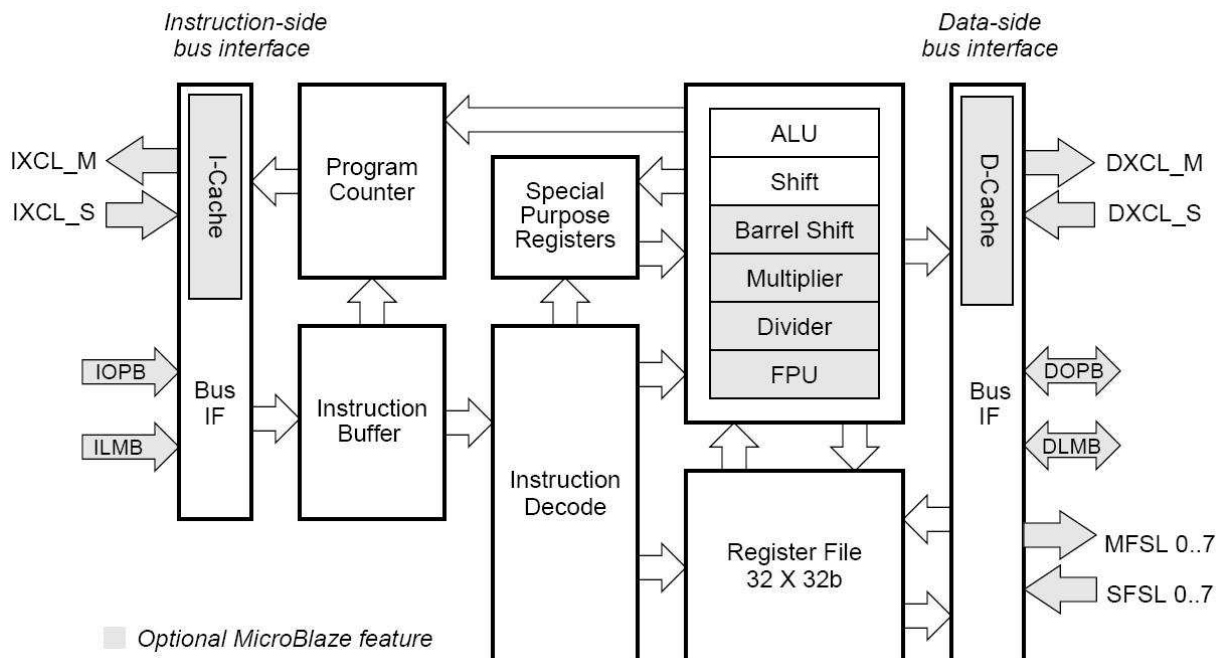 Instruction-side
bus interface
Data-side
bus interface
IXCL_M
IXCL_S
I-Cache
Program
Counter
Special
Purpose
Registers
ALU
Shift
Barrel Shift
Multiplier
Divider
FPU
D-Cache
DXCL_M
DXCL_S
IOPB
ILMB
Bus
IF
Instruction
Buffer
Instruction
Decode
Register File
32 X 32b
Bus
IF
DOPB
DLMB
MFSL 0..7
SFSL 0..7
Optional MicroBlaze feature